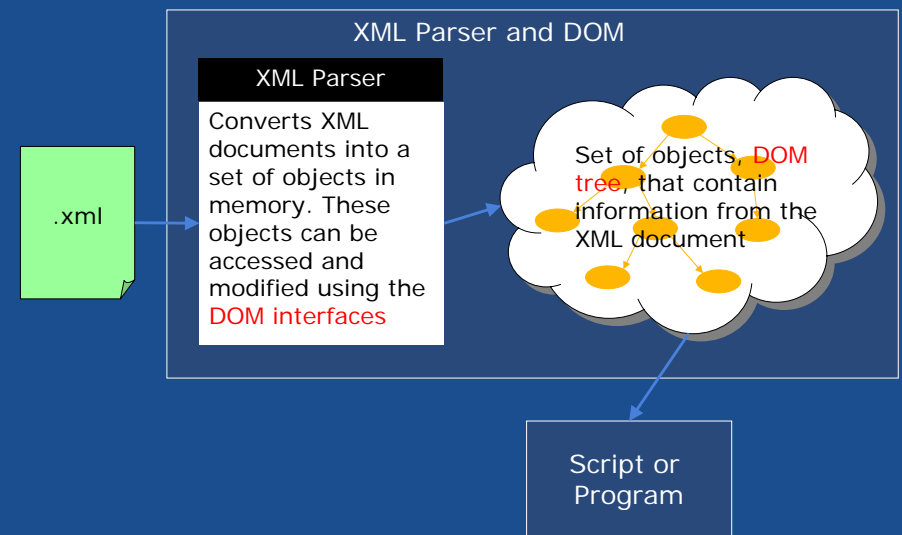 XML Parser and DOM
XML Parser
Converts XML
documents into a
set of objects in
memory. These
objects can be
accessed and
modified using the
DOM interfaces
.xml
Set of objects, DOM
tree, that contain
information from the
XML document
Script or
Program